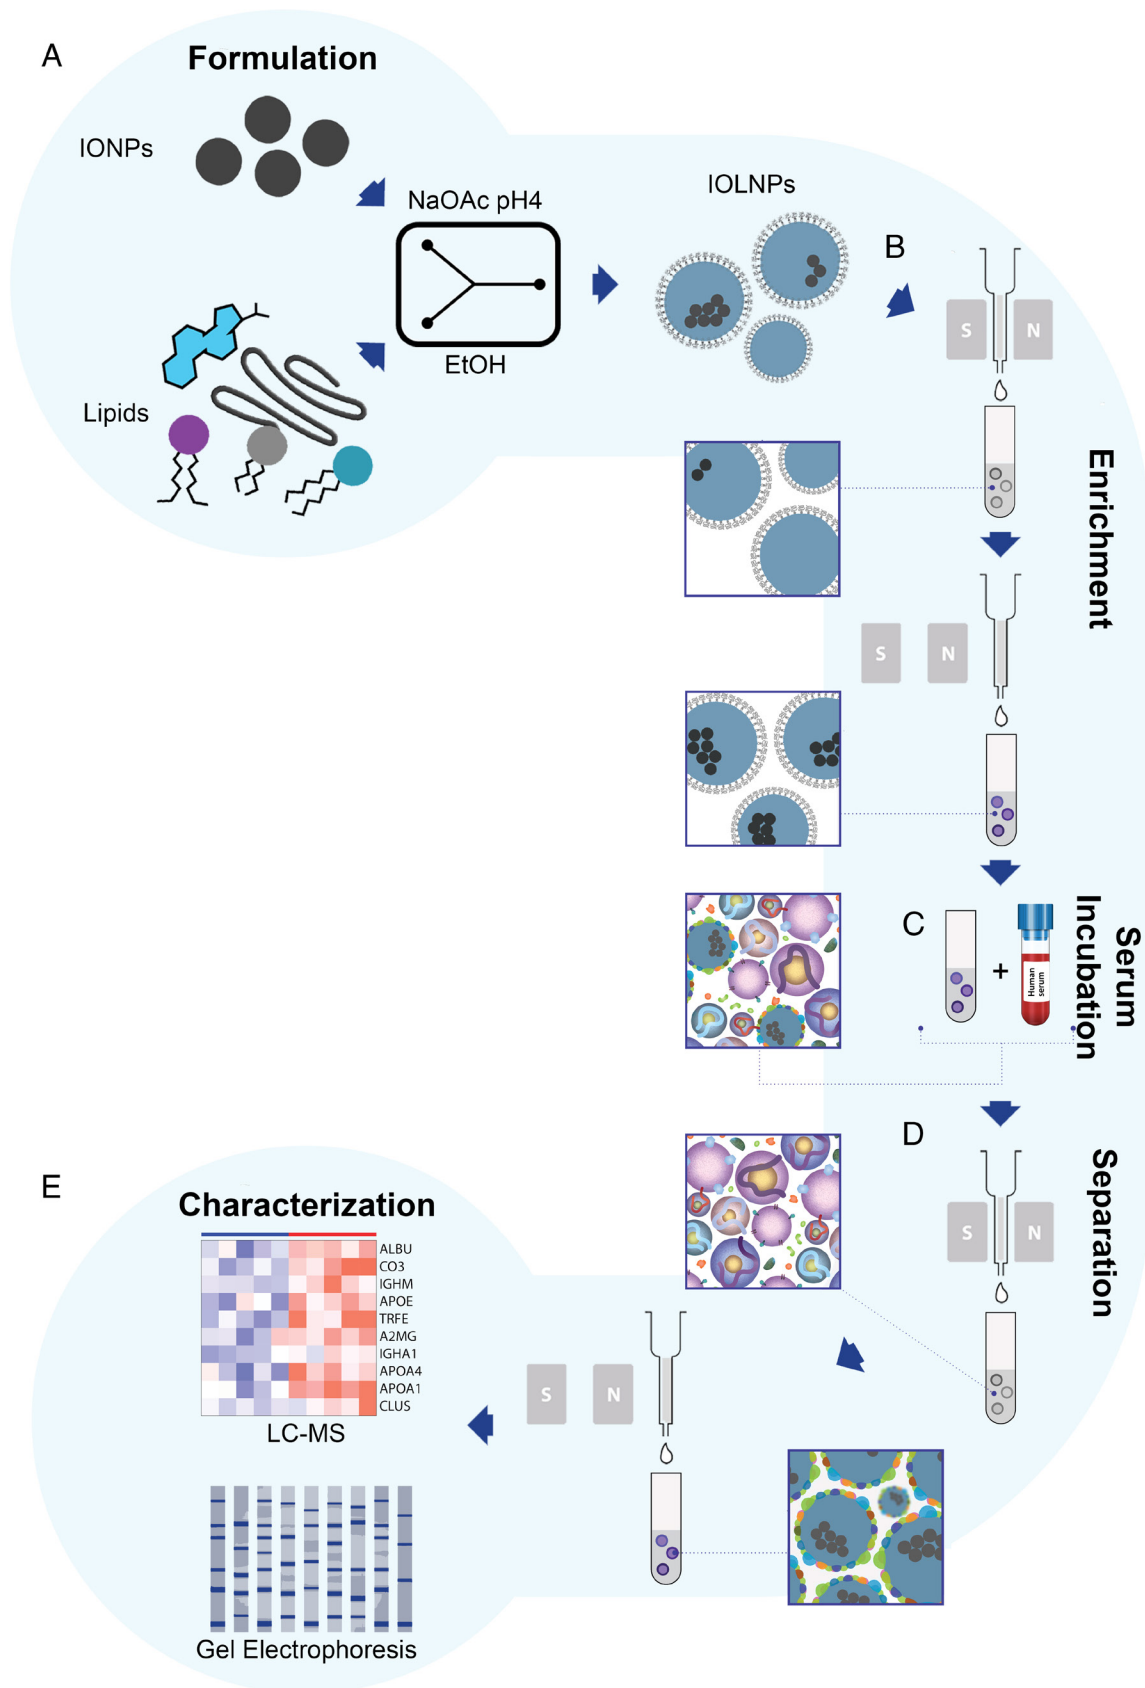 A
Formulation
IONPs
NaOAc pH4
EtOH
Lipids
IOLNPs
B
S
N
Enrichment
S
N
C
+
Human
serum
Serum
Incubation
D
S
N
Separation
E
Characterization
ALBU
CO3
IGHM
APOE
TRFE
A2MG
IGHA1
APOA4
APOA1
CLUS
LC-MS
S
N
Gel Electrophoresis